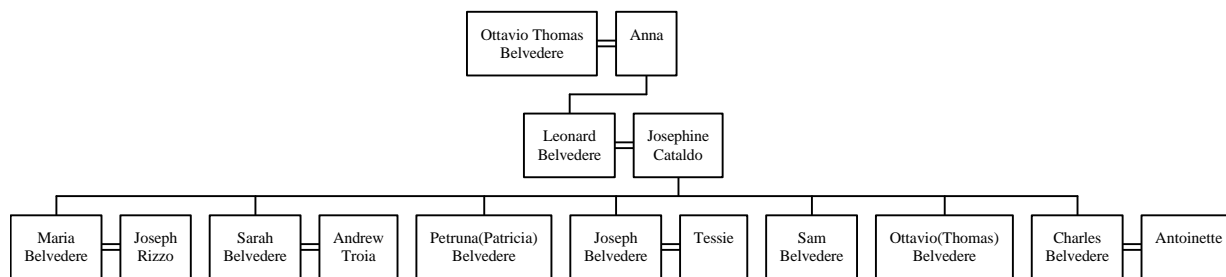 Ottavio Thomas
Belvedere
Anna
Leonard
Belvedere
Josephine
Cataldo
Maria
Belvedere
Joseph
Rizzo
Sarah
Belvedere
Andrew
Troia
Petruna(Patricia)
Belvedere
Joseph
Belvedere
Tessie
Sam
Belvedere
Ottavio(Thomas)
Belvedere
Charles
Belvedere
Antoinette